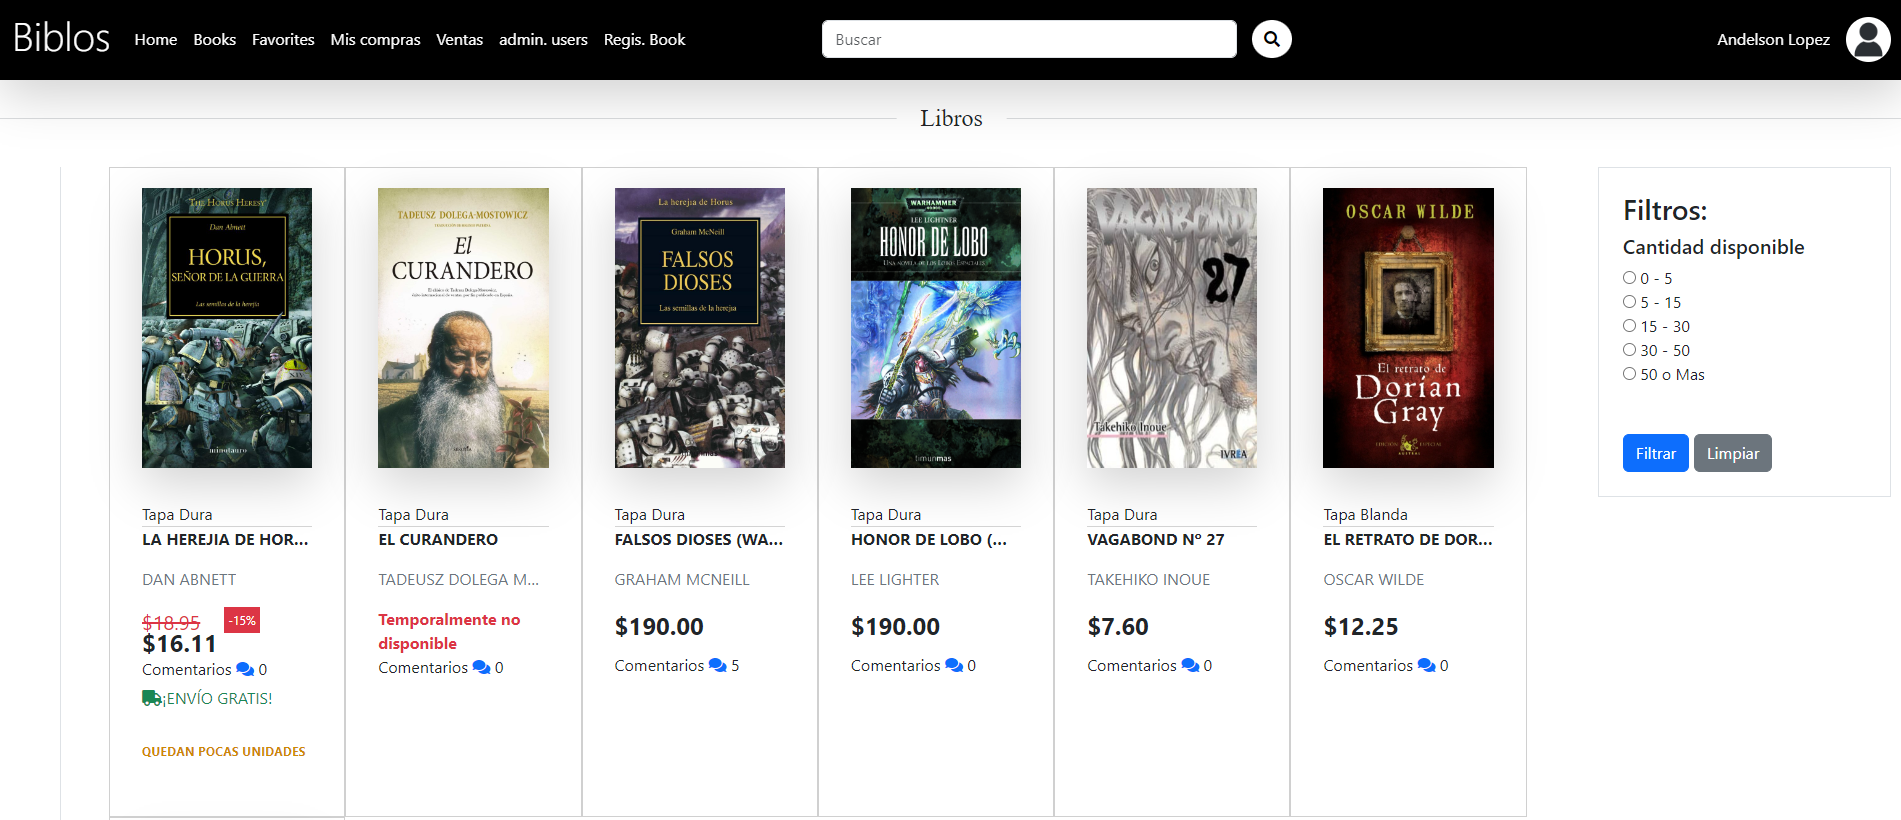 Biblos
Home Books Favorites Mis compras Ventas admin. users Regis. Book
Buscar
Andelson Lopez
Libros
THE HORUS HERESY
Dan Abnett
HORUS,
SEÑOR DE LA GUERRA
Las semillas de la herejía
minotauro
Tapa Dura
LA HEREJIA DE HOR...
DAN ABNETT
$18.95 -15%
$16.11
Comentarios 0
¡ENVÍO GRATIS!
QUEDAN POCAS UNIDADES
TADEUSZ DOLEGA-MOSTOWICZ
El
CURANDERO
Tapa Dura
EL CURANDERO
TADEUSZ DOLEGA M...
Temporalmente no
disponible
Comentarios 0
La herejía de Horus
Graham McNeill
FALSOS
DIOSES
Las semillas de la herejía
Tapa Dura
FALSOS DIOSES (WA...
GRAHAM MCNEILL
$190.00
Comentarios 5
WARHAMMER
LEE LIGHTNER
HONOR DE LOBO
UNA NOVELA DE LOS LOBOS ESPACIALES
timunmas
Tapa Dura
HONOR DE LOBO (...
LEE LIGHTER
$190.00
Comentarios 0
VAGABOND
27
Takehiko Inoue
IVREA
Tapa Dura
VAGABOND Nº 27
TAKEHIKO INOUE
$7.60
Comentarios 0
OSCAR WILDE
El retrato de
Dorian
Gray
Tapa Blanda
EL RETRATO DE DOR...
OSCAR WILDE
$12.25
Comentarios 0
Filtros:
Cantidad disponible
0 - 5
5 - 15
15 - 30
30 - 50
50 o Mas
Filtrar Limpiar